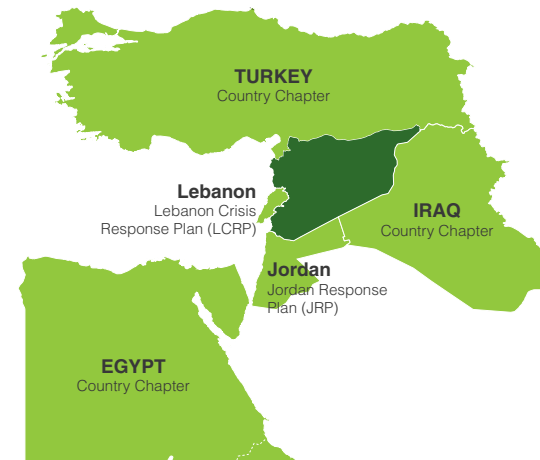 TURKEY
Country Chapter
Lebanon
Lebanon Crisis
Response Plan (LCRP)
IRAQ
Country Chapter
Jordan
Jordan Response
Plan (JRP)
EGYPT
Country Chapter